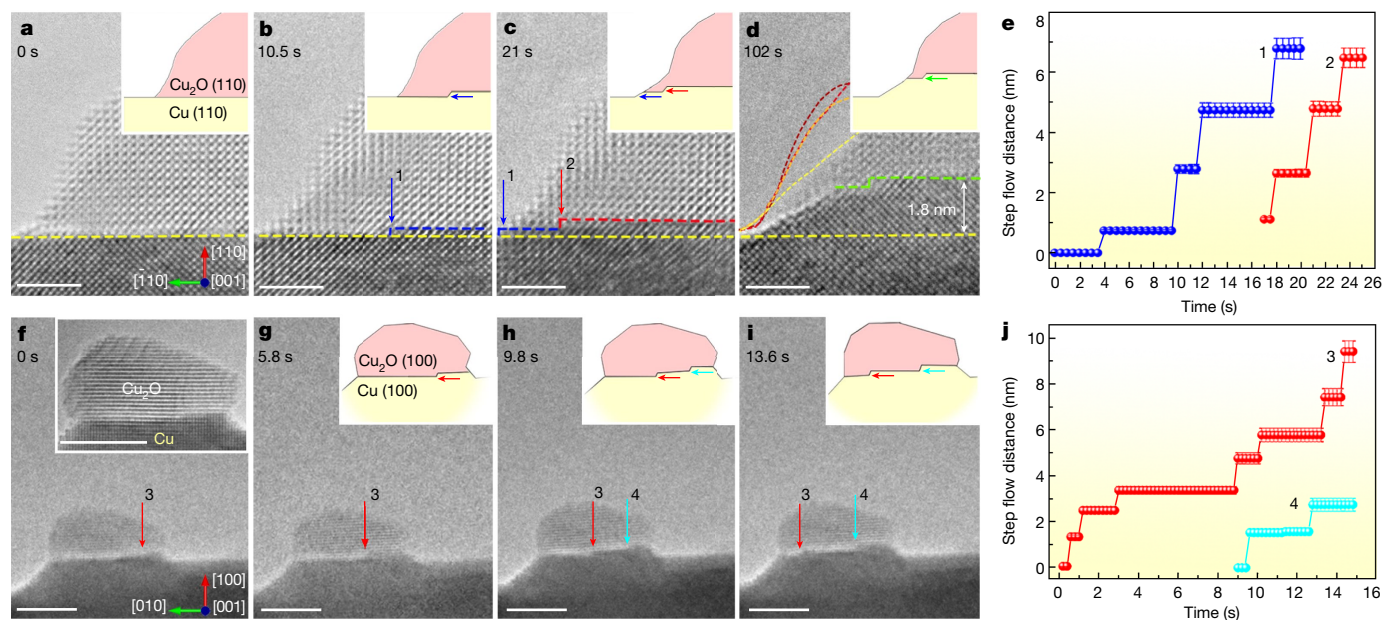 a
0 s
Cu2O (110)
Cu (110)
[110]
[110]
[001]
b
10.5 s
1
c
21 s
1
2
d
102 s
1.8 nm
e
8
6
4
2
0
Step flow distance (nm)
1
2
0 2 4 6 8 10 12 14 16 18 20 22 24 26
Time (s)
f
0 s
Cu2O
Cu
3
[100]
[010]
[001]
g
5.8 s
Cu2O (100)
Cu (100)
3
h
9.8 s
3
4
i
13.6 s
3
4
j
10
8
6
4
2
0
Step flow distance (nm)
3
4
0 2 4 6 8 10 12 14 16
Time (s)